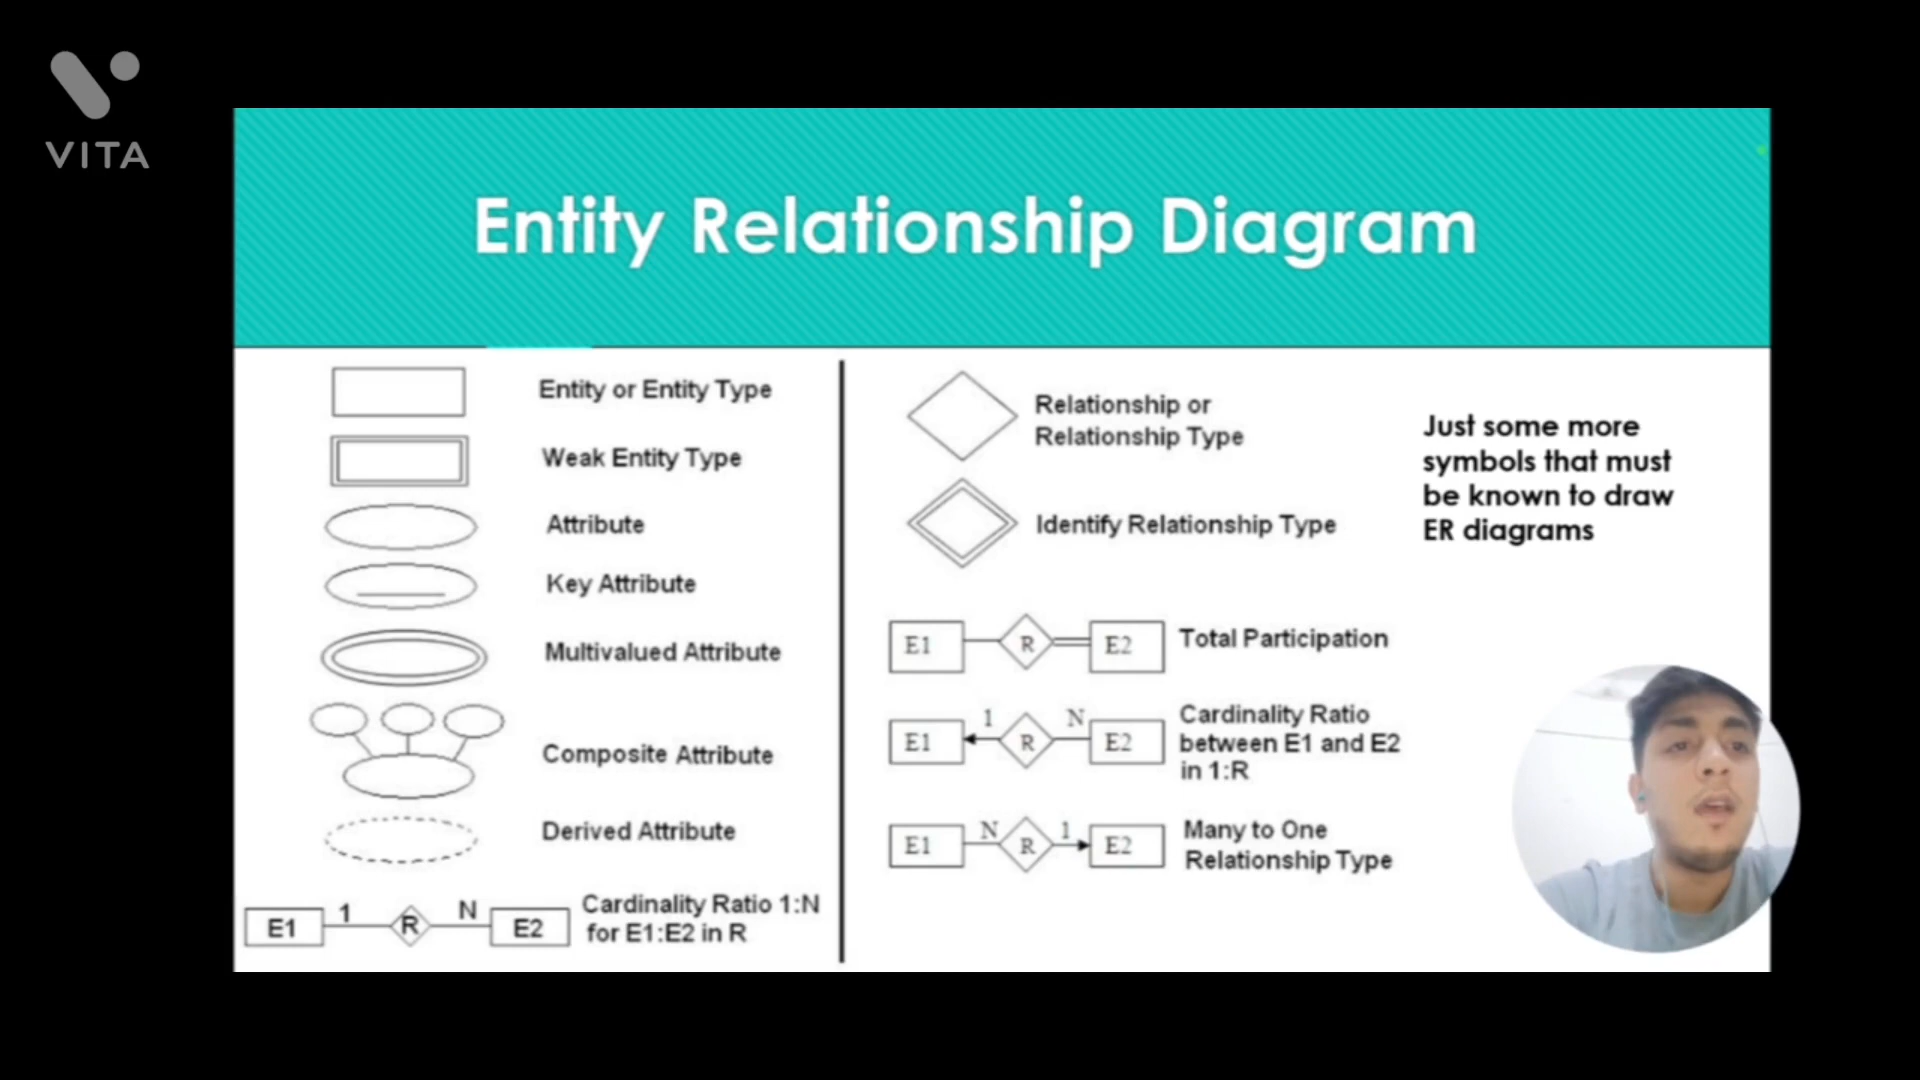 VITA
Entity Relationship Diagram
Entity or Entity Type
Weak Entity Type
Attribute
Key Attribute
Multivalued Attribute
Composite Attribute
Derived Attribute
E1 1 R N E2
Cardinality Ratio 1:N
for E1:E2 in R
Relationship or
Relationship Type
Identify Relationship Type
E1 R E2
Total Participation
E1 1 R N E2
Cardinality Ratio
between E1 and E2
in 1:R
E1 N R 1 E2
Many to One
Relationship Type
Just some more
symbols that must
be known to draw
ER diagrams